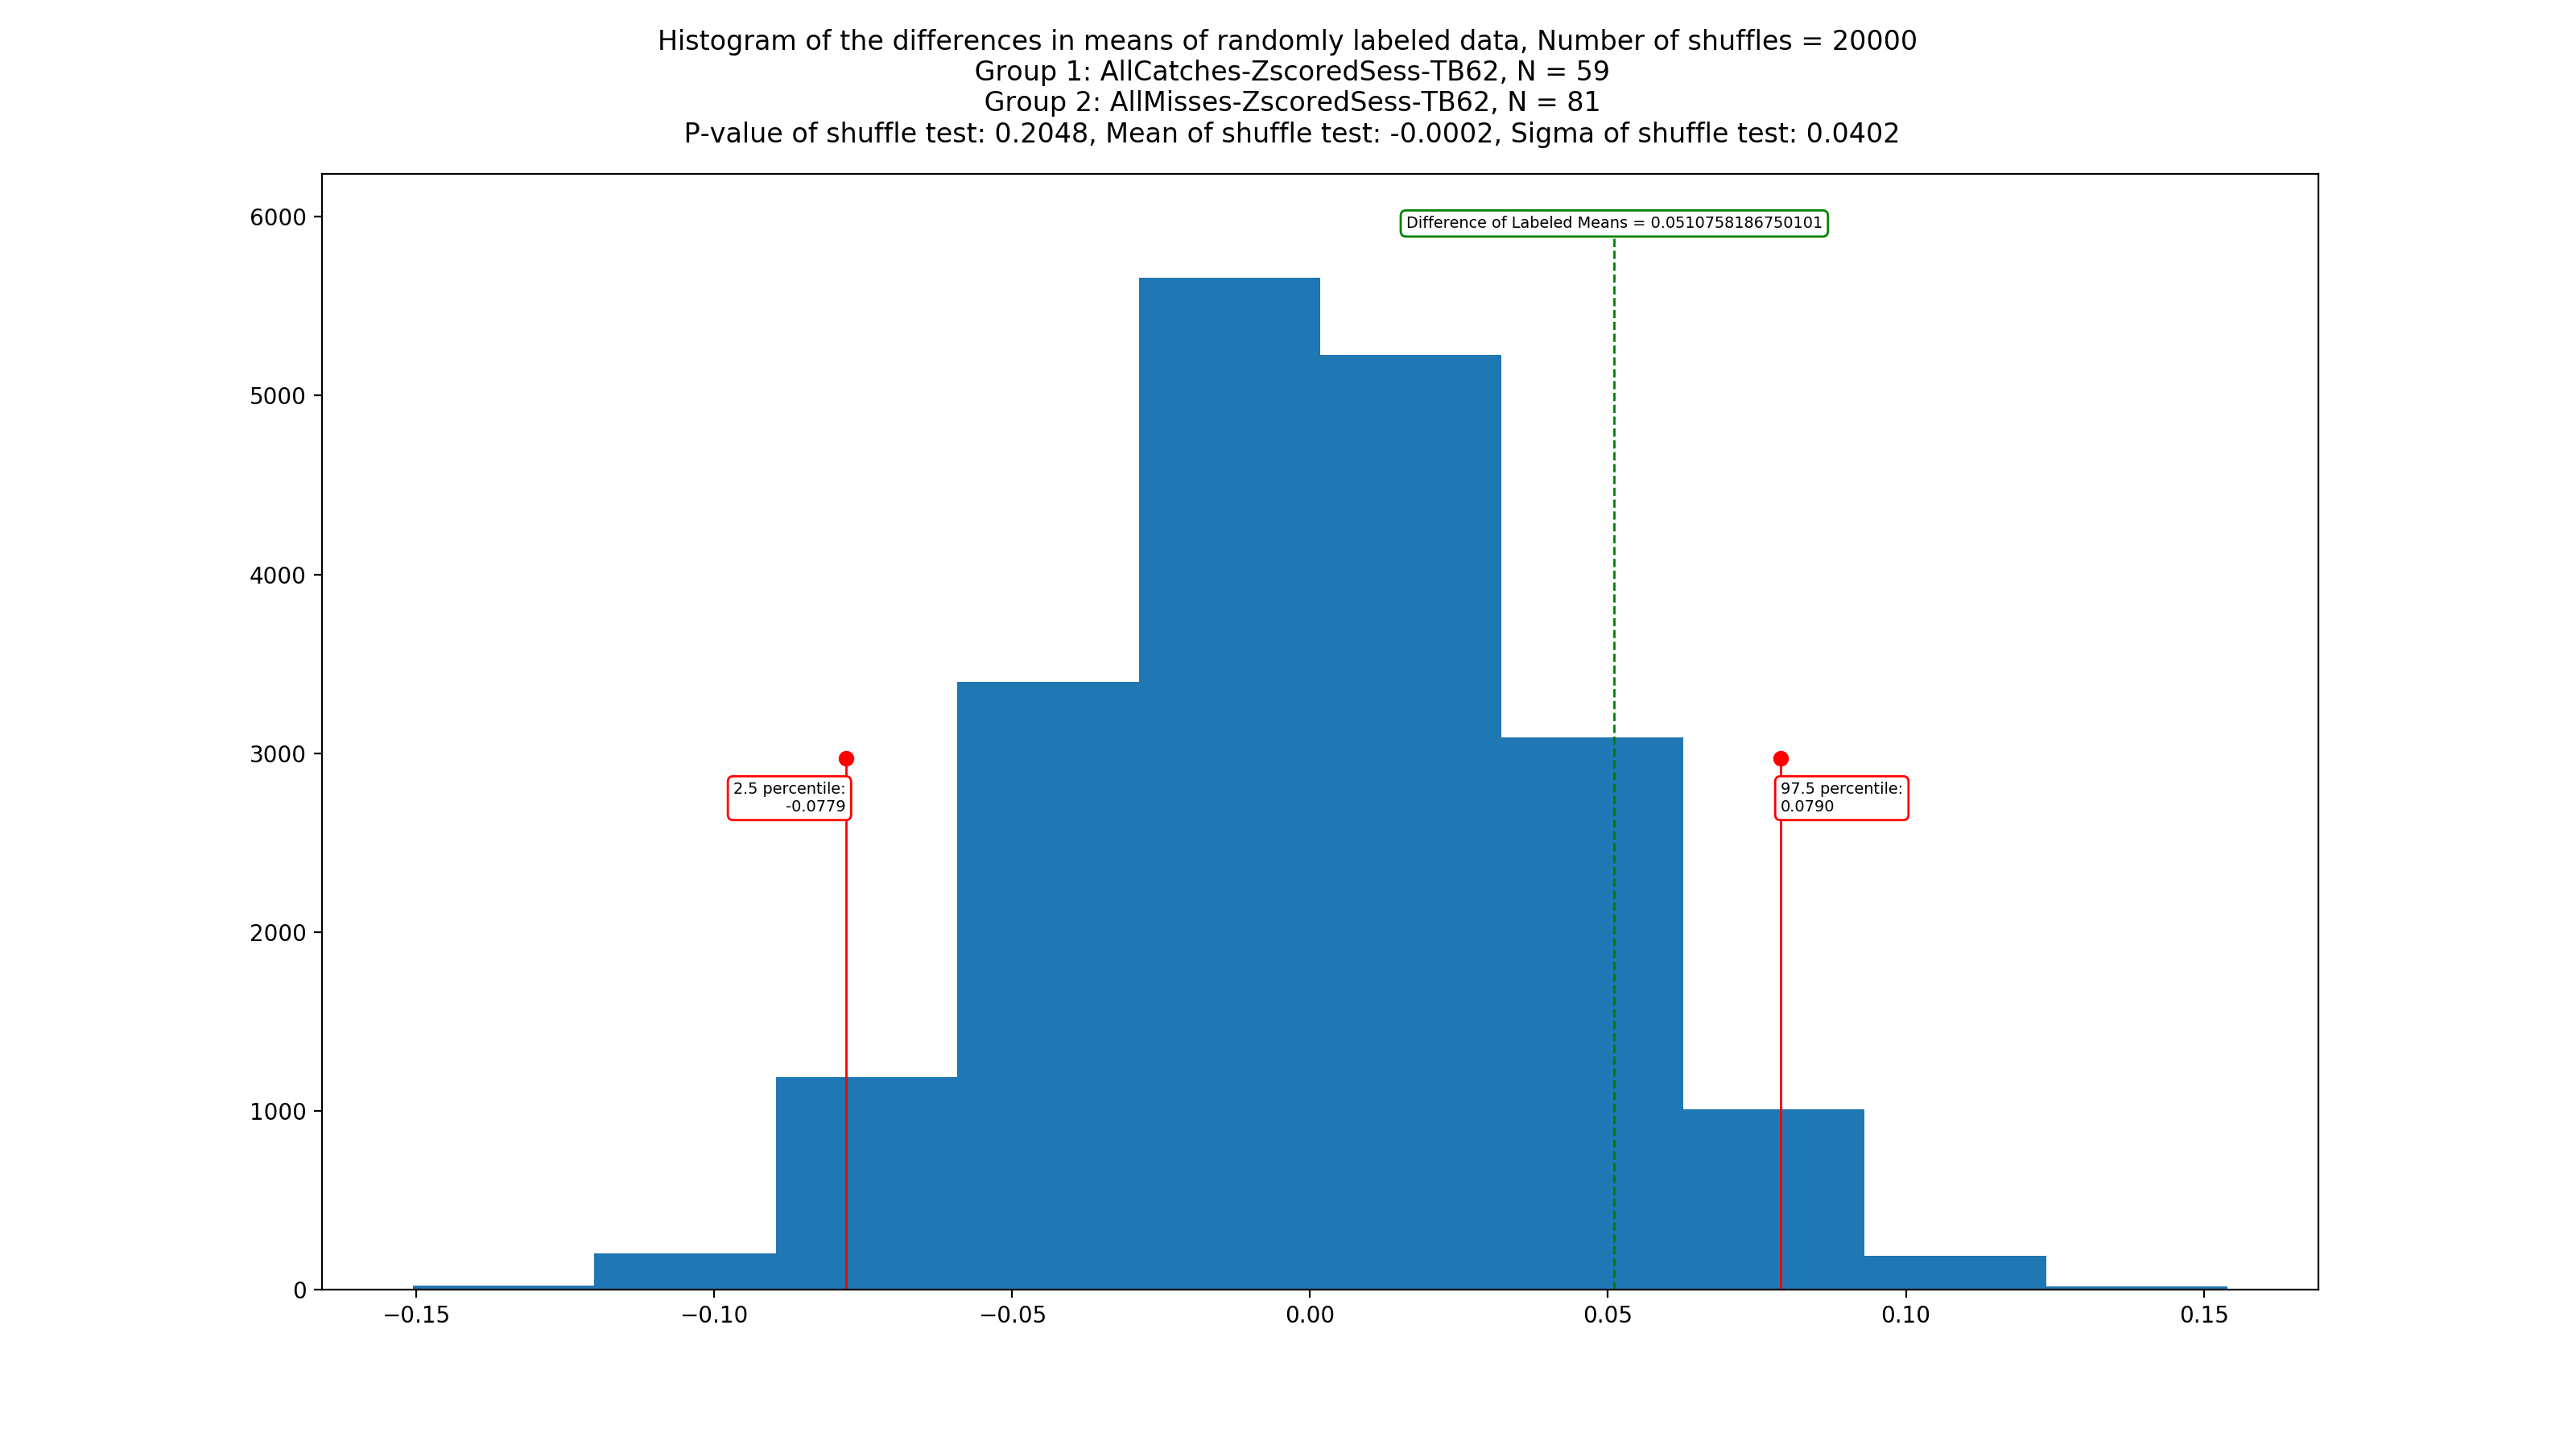 Histogram of the differences in means of randomly labeled data, Number of shuffles = 20000
Group 1: AllCatches-ZscoredSess-TB62, N = 59
Group 2: AllMisses-ZscoredSess-TB62, N = 81
P-value of shuffle test: 0.2048, Mean of shuffle test: -0.0002, Sigma of shuffle test: 0.0402
6000
Difference of Labeled Means = 0.0510758186750101
5000
4000
3000
2.5 percentile:
-0.0779
97.5 percentile:
0.0790
2000
1000
0
−0.15
−0.10
−0.05
0.00
0.05
0.10
0.15